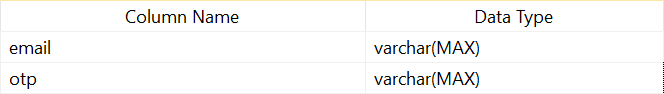 Column Name Data Type
email varchar(MAX)
otp varchar(MAX)